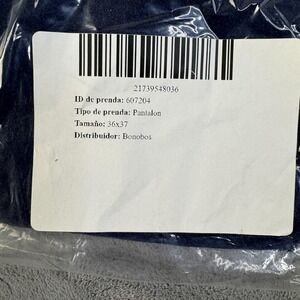 21739548036
ID de prenda: 607204
Tipo de prenda: Pantalon
Tamaño: 36x37
Distribuidor: Bonobos